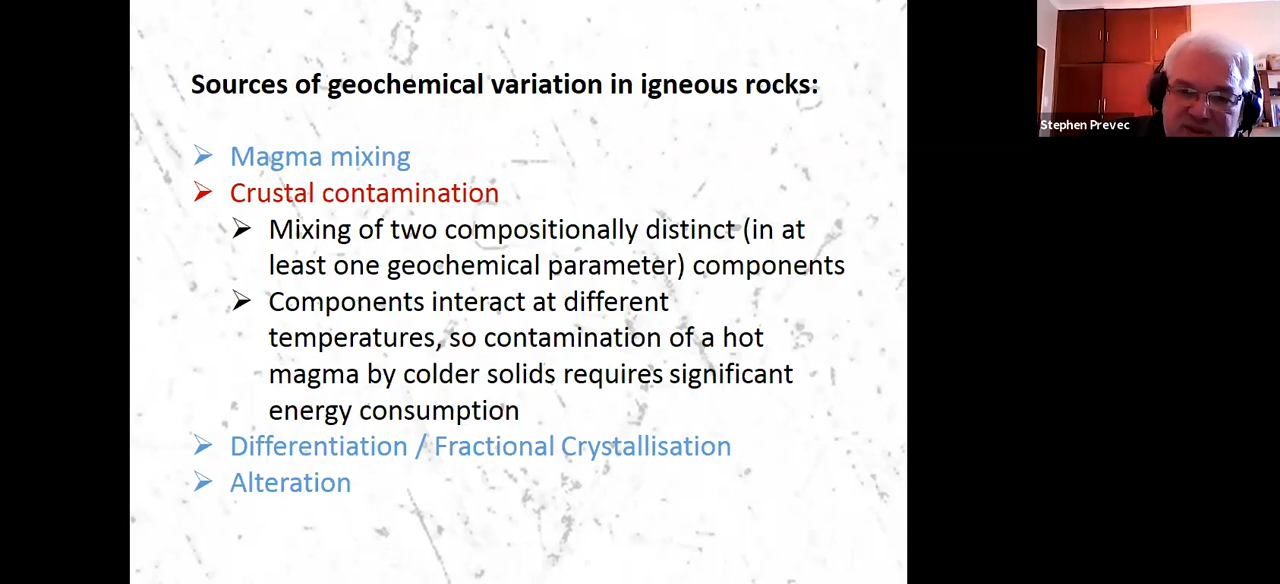 Sources of geochemical variation in igneous rocks:
Magma mixing
Crustal contamination
Mixing of two compositionally distinct (in at
least one geochemical parameter) components
Components interact at different
temperatures, so contamination of a hot
magma by colder solids requires significant
energy consumption
Differentiation / Fractional Crystallisation
Alteration
Stephen Prevec